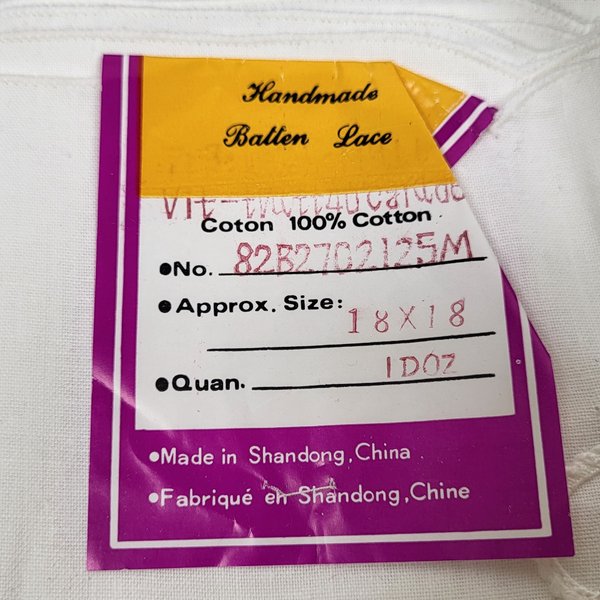 Handmade
Batten Lace
Coton 100% Cotton
•No. 82B2702125M
•Approx. Size:
18X18
•Quan. 1DOZ
•Made in Shandong, China
•Fabriqué en Shandong, Chine